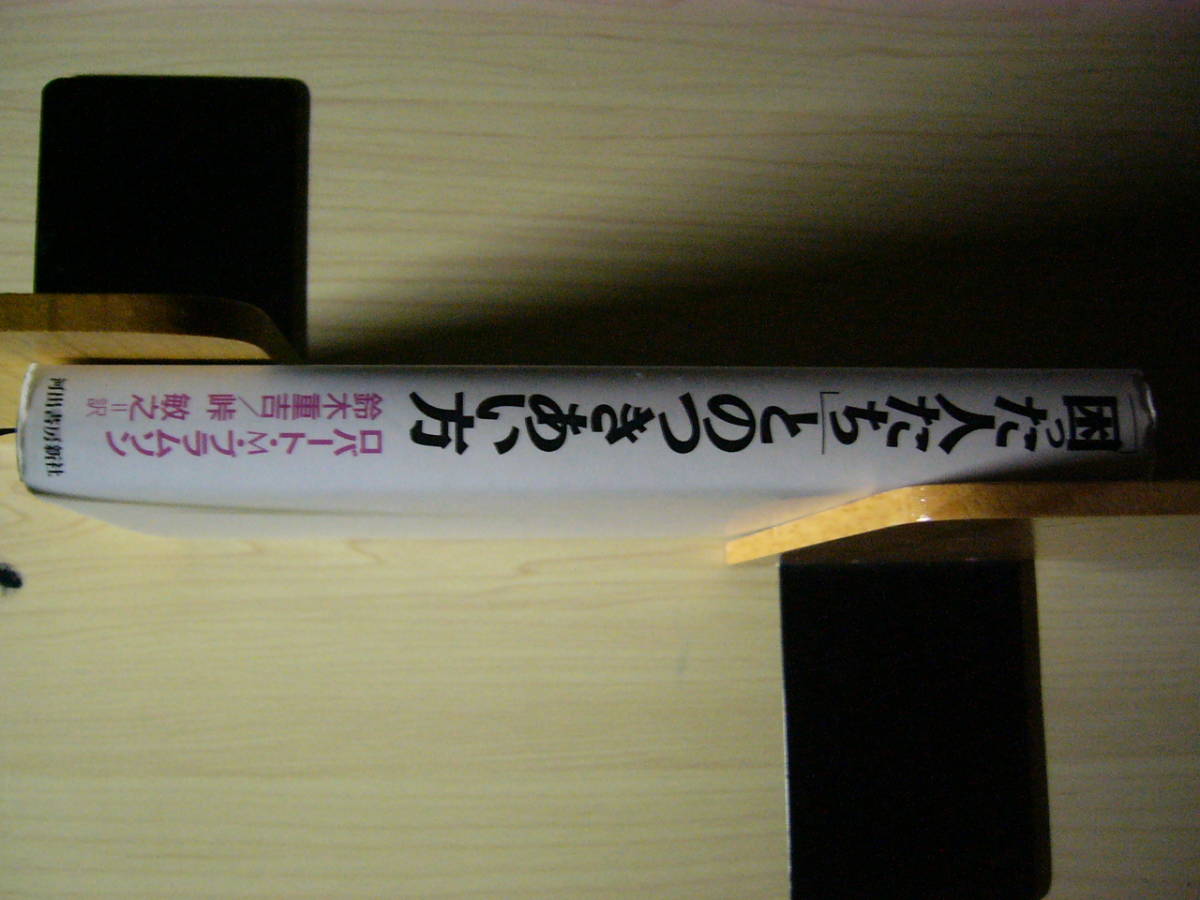 「困った人たち」とのつきあい方
ロバート・M・ブラムソン
鈴木重吉/峠 敏之=訳
河出書房新社